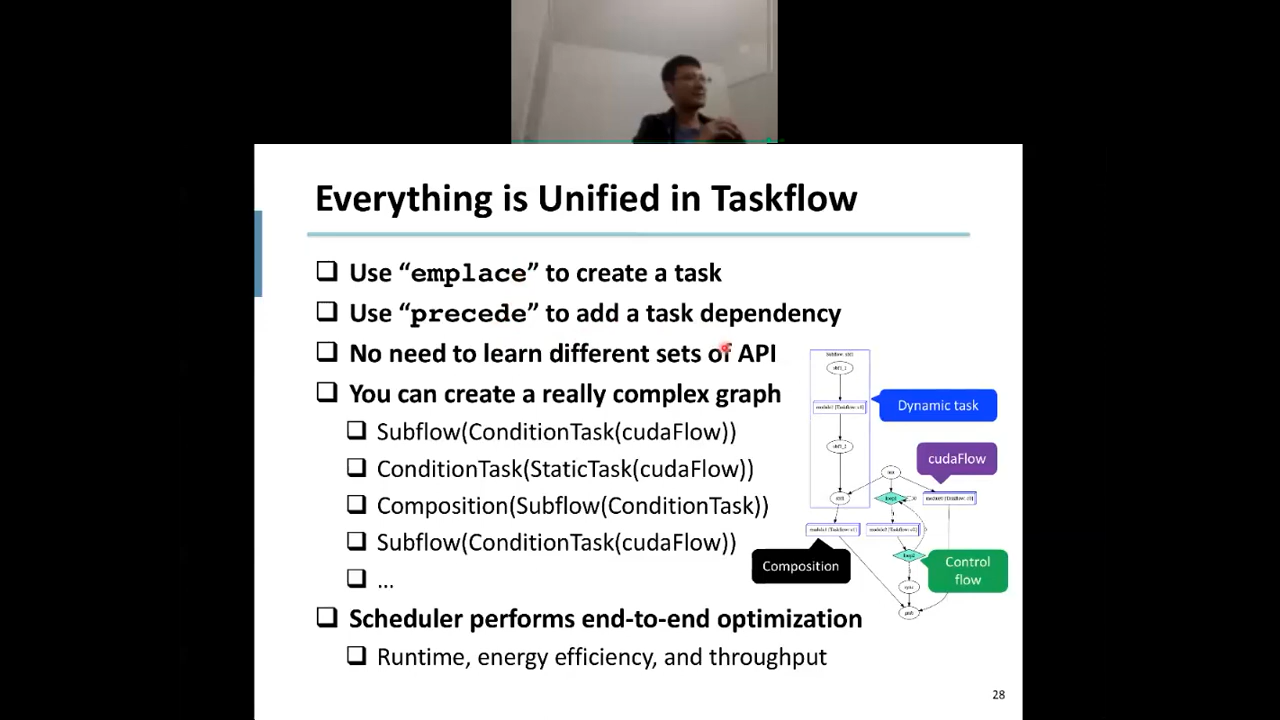 Everything is Unified in Taskflow
Use “emplace” to create a task
Use “precede” to add a task dependency
No need to learn different sets of API
You can create a really complex graph
Subflow(ConditionTask(cudaFlow))
ConditionTask(StaticTask(cudaFlow))
Composition(Subflow(ConditionTask))
Subflow(ConditionTask(cudaFlow))
...
Scheduler performs end-to-end optimization
Runtime, energy efficiency, and throughput
Dynamic task
cudaFlow
Composition
Control
flow
28